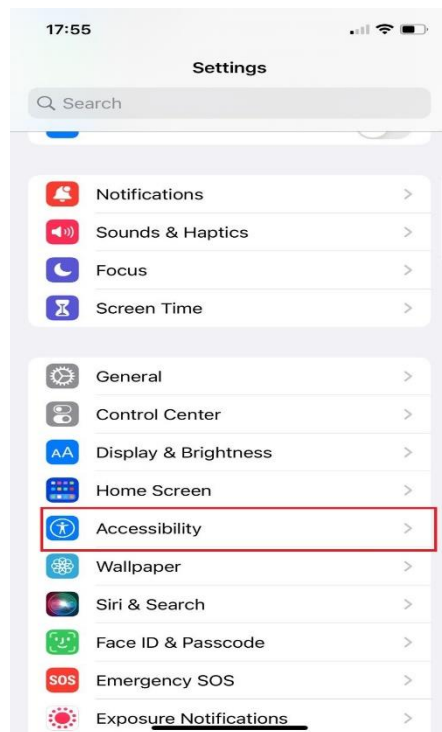 17:55
Settings
Search
Notifications
Sounds & Haptics
Focus
Screen Time
General
Control Center
AA Display & Brightness
Home Screen
Accessibility
Wallpaper
Siri & Search
Face ID & Passcode
SOS Emergency SOS
Exposure Notifications